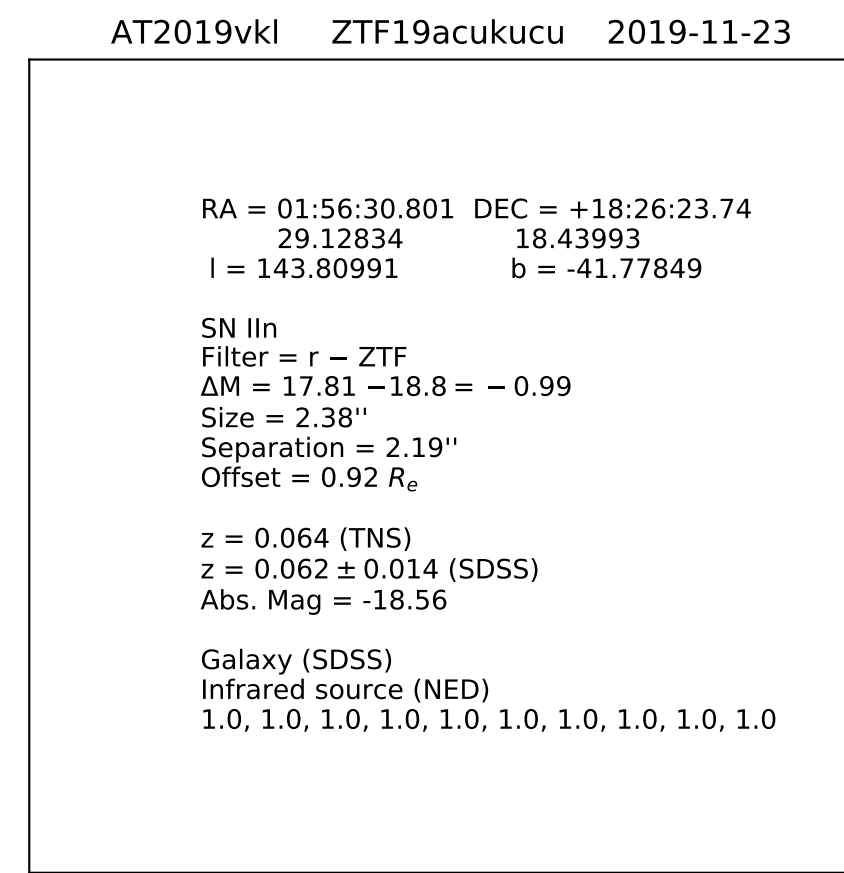 AT2019vkl ZTF19acukucu 2019-11-23
RA = 01:56:30.801 DEC = +18:26:23.74
29.12834 18.43993
l = 143.80991 b = -41.77849
SN IIn
Filter = r − ZTF
ΔM = 17.81 −18.8 = − 0.99
Size = 2.38''
Separation = 2.19''
Offset = 0.92 Re
z = 0.064 (TNS)
z = 0.062 ± 0.014 (SDSS)
Abs. Mag = -18.56
Galaxy (SDSS)
Infrared source (NED)
1.0, 1.0, 1.0, 1.0, 1.0, 1.0, 1.0, 1.0, 1.0, 1.0